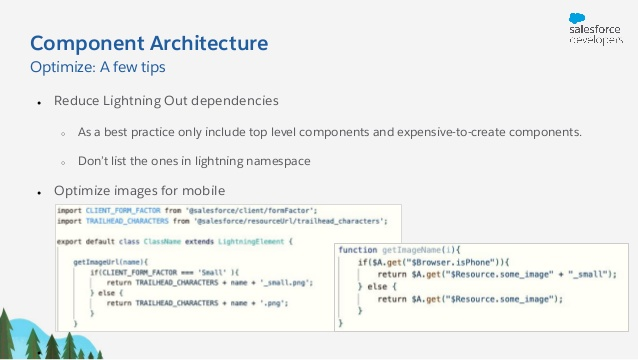 salesforce
developers
Component Architecture
Optimize: A few tips
Reduce Lightning Out dependencies
As a best practice only include top level components and expensive-to-create components.
Don't list the ones in lightning namespace
Optimize images for mobile
import CLIENT_FORM_FACTOR from '@salesforce/client/formFactor';
import TRAILHEAD_CHARACTERS from '@salesforce/resourceUrl/trailhead_characters';
export default class ClassName extends LightningElement {
getImageUrl(name){
if(CLIENT_FORM_FACTOR === 'Small' ){
return TRAILHEAD_CHARACTERS + name + '_small.png';
} else {
return TRAILHEAD_CHARACTERS + name + '.png';
}
}
function getImageName(i){
if($A.get("$Browser.isPhone")){
return $A.get("$Resource.some_image" + "_small");
} else {
return $A.get("$Resource.some_image");
}
}